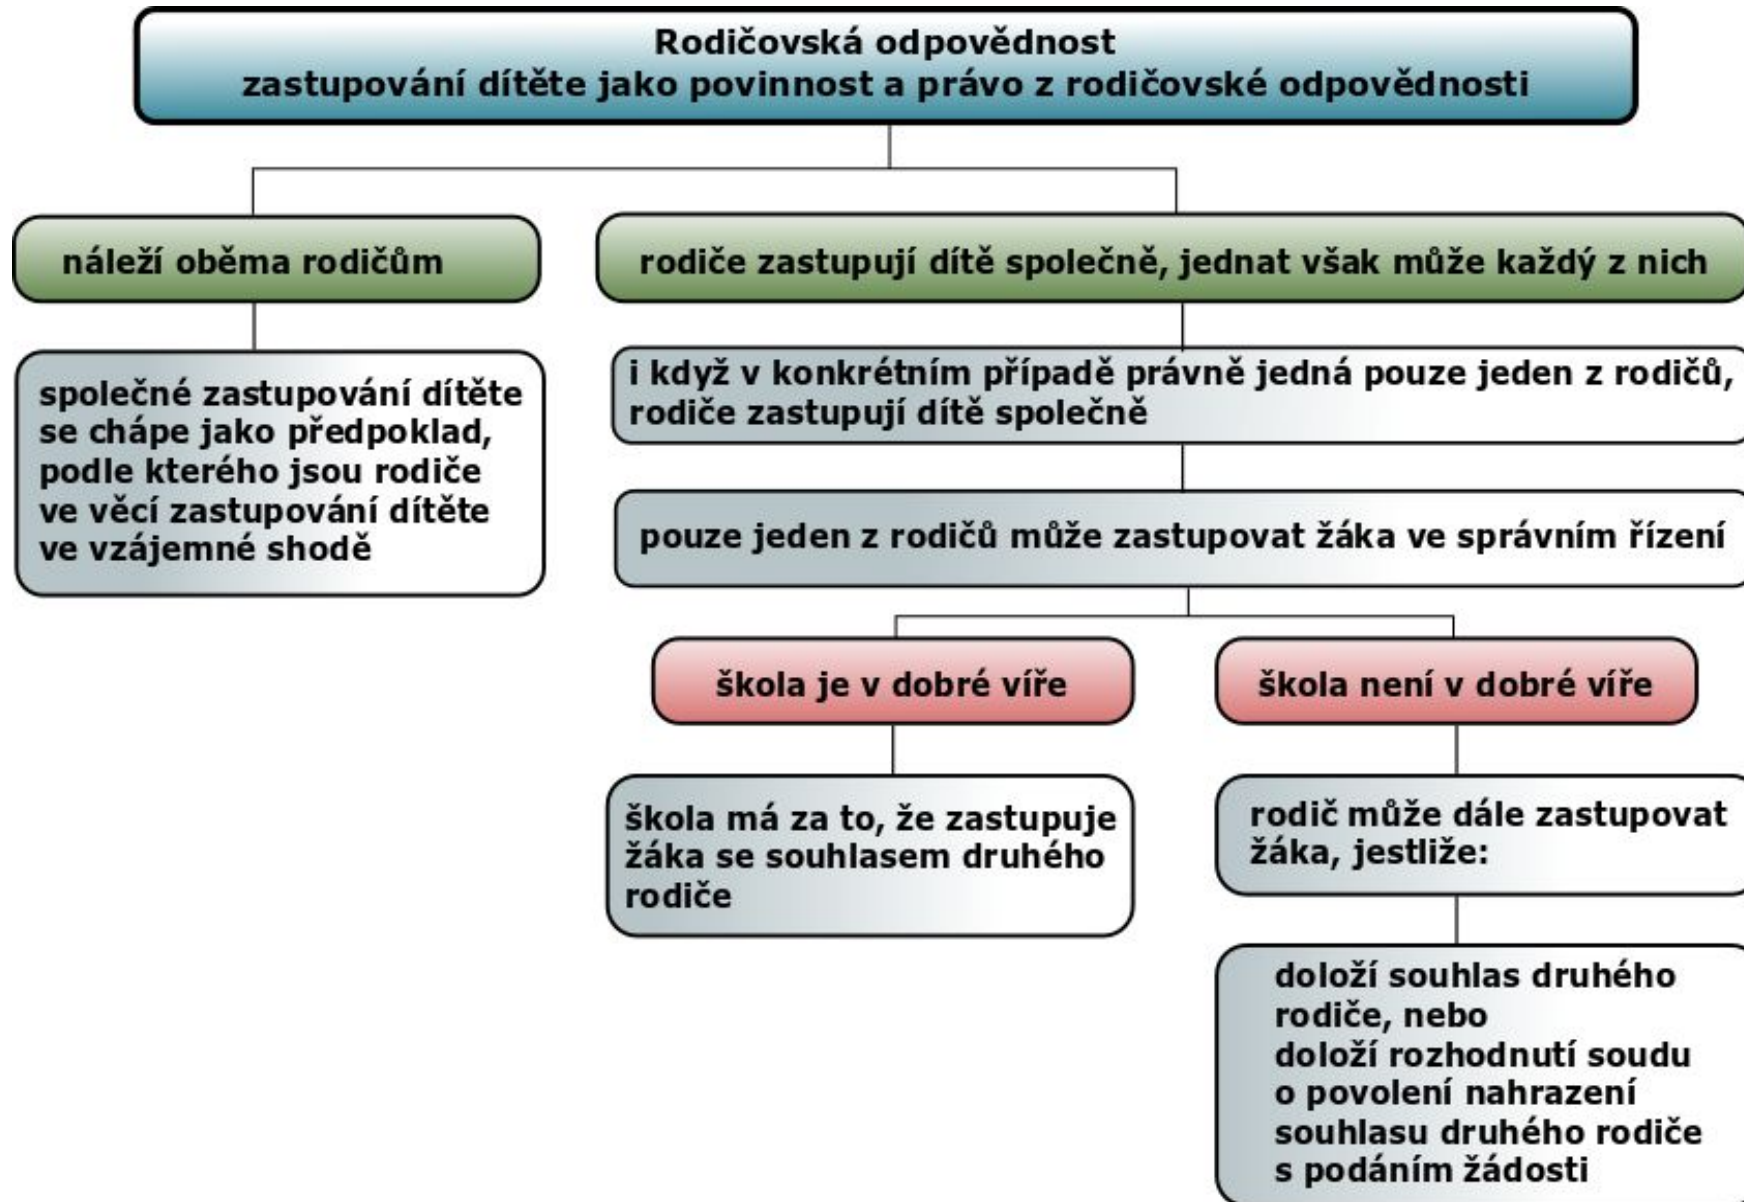 Rodičovská odpovědnost
zastupování dítěte jako povinnost a právo z rodičovské odpovědnosti
náleží oběma rodičům
společné zastupování dítěte
se chápe jako předpoklad,
podle kterého jsou rodiče
ve věcí zastupování dítěte
ve vzájemné shodě
rodiče zastupují dítě společně, jednat však může každý z nich
i když v konkrétním případě právně jedná pouze jeden z rodičů,
rodiče zastupují dítě společně
pouze jeden z rodičů může zastupovat žáka ve správním řízení
škola je v dobré víře
škola má za to, že zastupuje
žáka se souhlasem druhého
rodiče
škola není v dobré víře
rodič může dále zastupovat
žáka, jestliže:
doloží souhlas druhého
rodiče, nebo
doloží rozhodnutí soudu
o povolení nahrazení
souhlasu druhého rodiče
s podáním žádosti